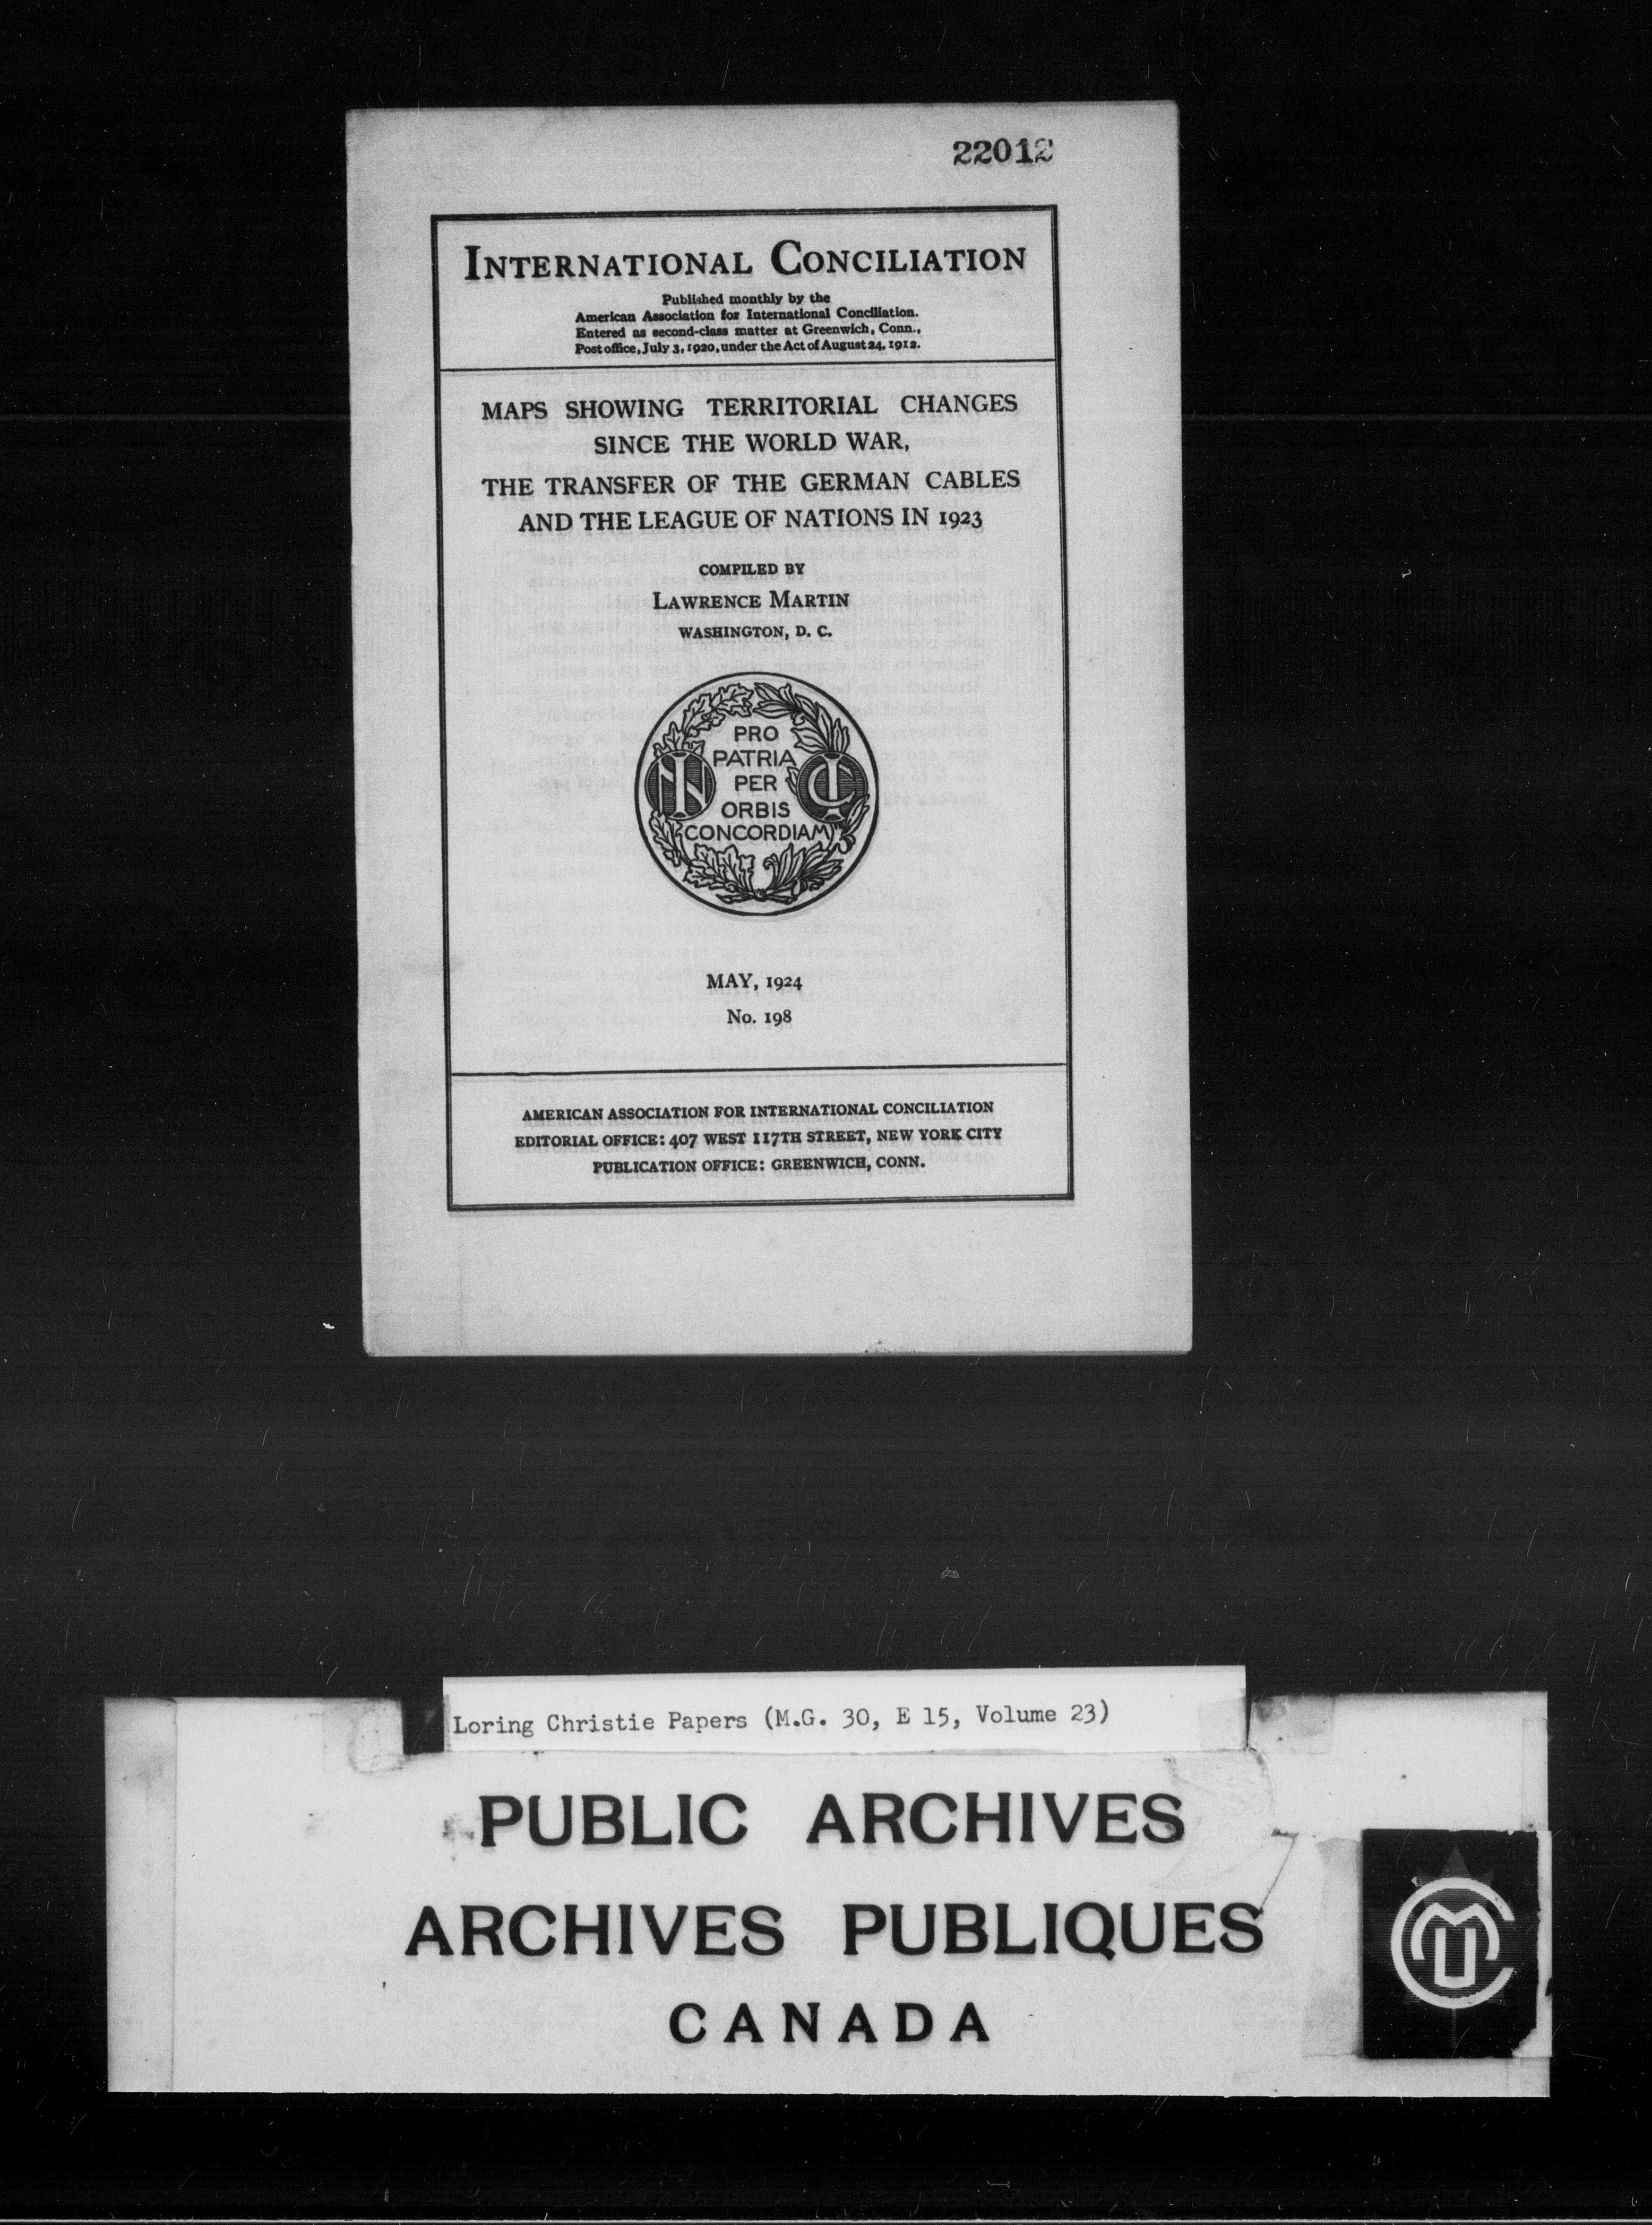 22012
INTERNATIONAL CONCILIATION
Published monthly by the
American Association for International Conciliation.
Entered as second-class matter at Greenwich, Conn.,
Post office, July 3, 1920, under the Act of August 24, 1912.
MAPS SHOWING TERRITORIAL CHANGES
SINCE THE WORLD WAR,
THE TRANSFER OF THE GERMAN CABLES
AND THE LEAGUE OF NATIONS IN 1923
COMPILED BY
LAWRENCE MARTIN
WASHINGTON, D. C.
PRO
PATRIA
PER
ORBIS
CONCORDIAM
MAY, 1924
No. 198
AMERICAN ASSOCIATION FOR INTERNATIONAL CONCILIATION
EDITORIAL OFFICE: 407 WEST 117TH STREET, NEW YORK CITY
PUBLICATION OFFICE: GREENWICH, CONN.
Loring Christie Papers (M.G. 30, E 15, Volume 23)
PUBLIC ARCHIVES
ARCHIVES PUBLIQUES
CANADA